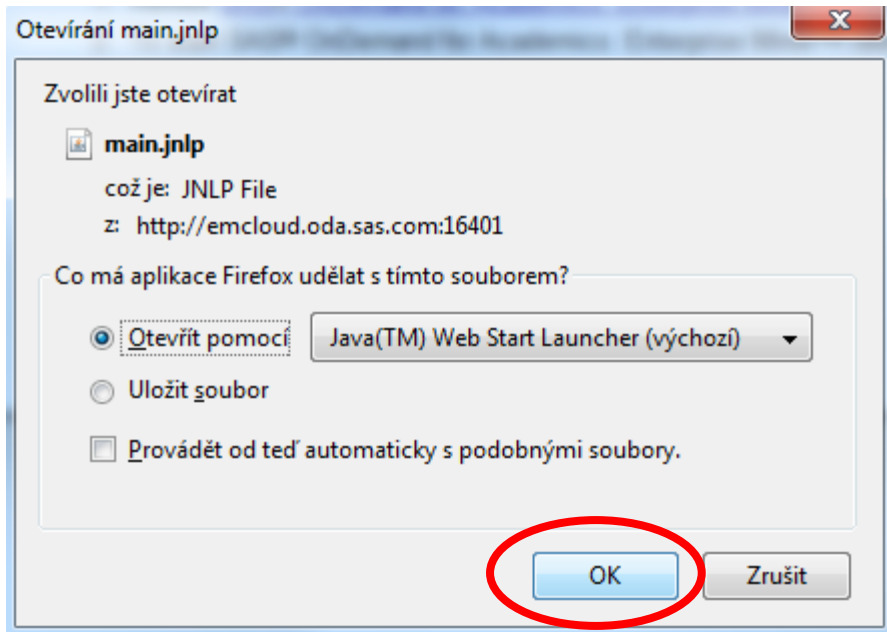 Otevírání main.jnlp
Zvolili jste otevírat
main.jnlp
což je: JNLP File
z: http://emcloud.oda.sas.com:16401
Co má aplikace Firefox udělat s tímto souborem?
Otevřít pomocí Java(TM) Web Start Launcher (výchozí)
Uložit soubor
Provádět od teď automaticky s podobnými soubory.
OK Zrušit